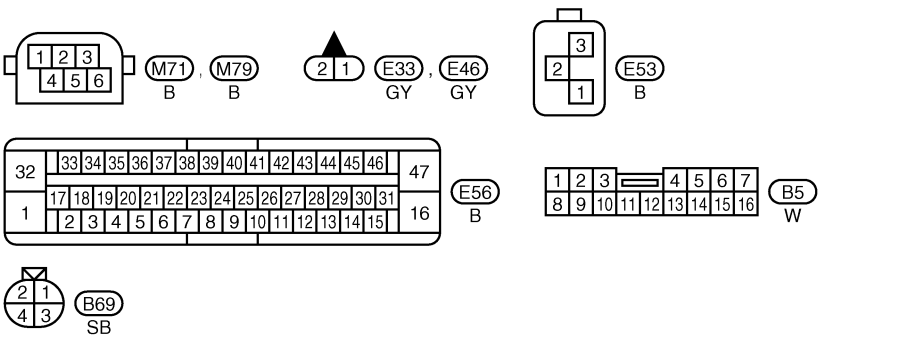 1 2 3
4 5 6
M71 , M79
B B
2 1
E33 , E46
GY GY
3
2
1
E53
B
32 33 34 35 36 37 38 39 40 41 42 43 44 45 46 47
17 18 19 20 21 22 23 24 25 26 27 28 29 30 31
1 2 3 4 5 6 7 8 9 10 11 12 13 14 15 16
E56
B
1 2 3 4 5 6 7
8 9 10 11 12 13 14 15 16
B5
W
2 1
4 3
B69
SB